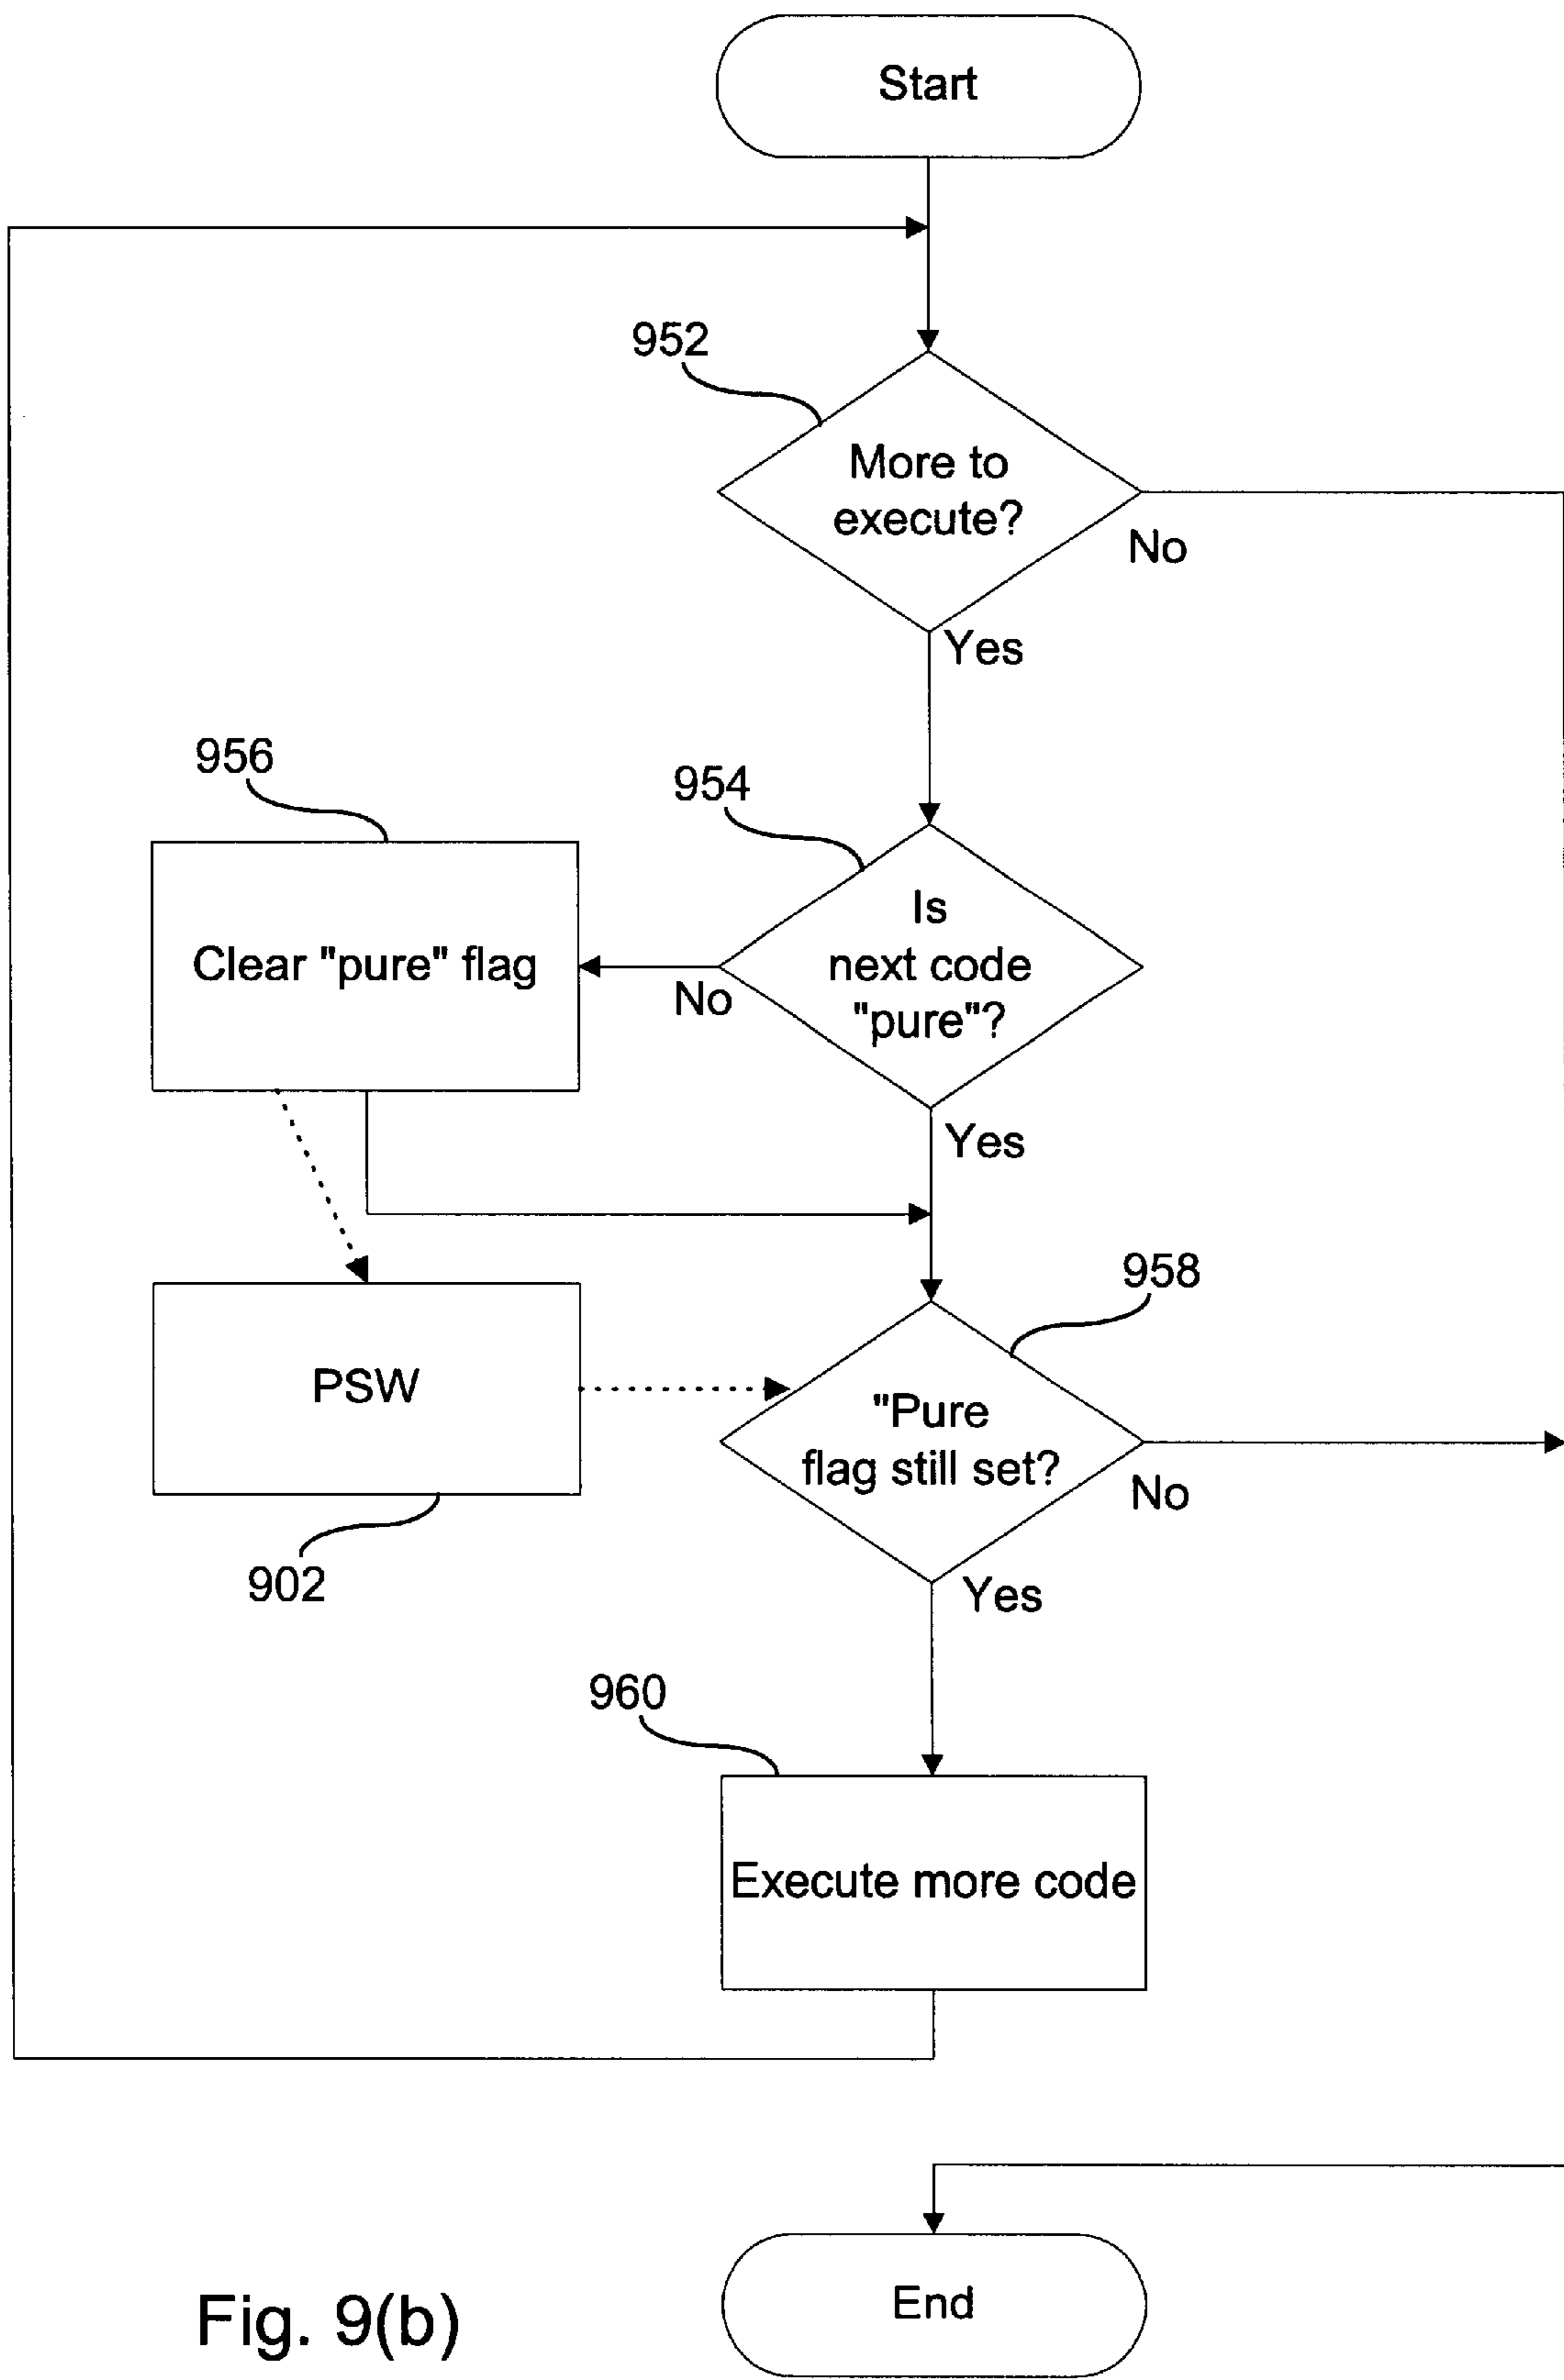 Start
952
More to
execute?
No
Yes
956
954
Clear "pure" flag
Is
next code
"pure"?
No
Yes
958
PSW
"Pure
flag still set?
No
902
Yes
960
Execute more code
End
Fig. 9(b)